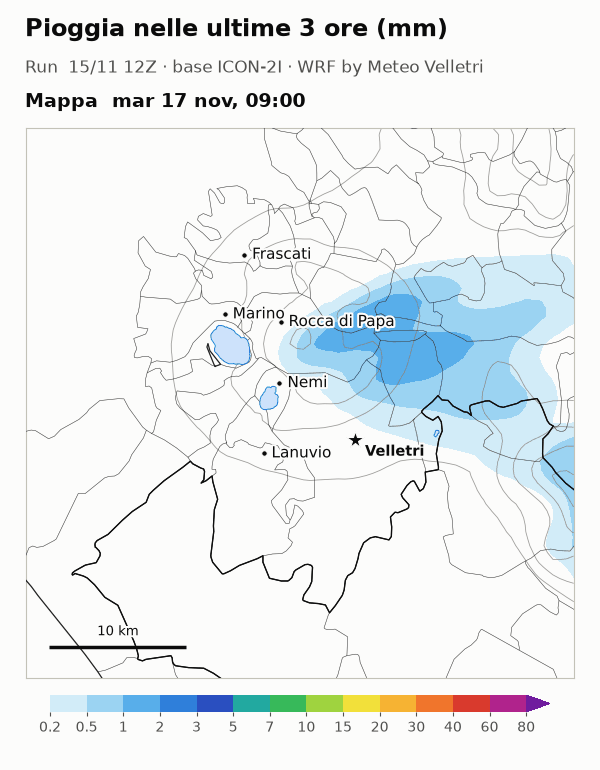 Pioggia nelle ultime 3 ore (mm)
Run  15/11 12Z · base ICON-2I · WRF by Meteo Velletri
Mappa  mar 17 nov, 09:00
Frascati
Marino
Rocca di Papa
Nemi
Velletri
Lanuvio
10 km
0.2 0.5 1 2 3 5 7 10 15 20 30 40 60 80